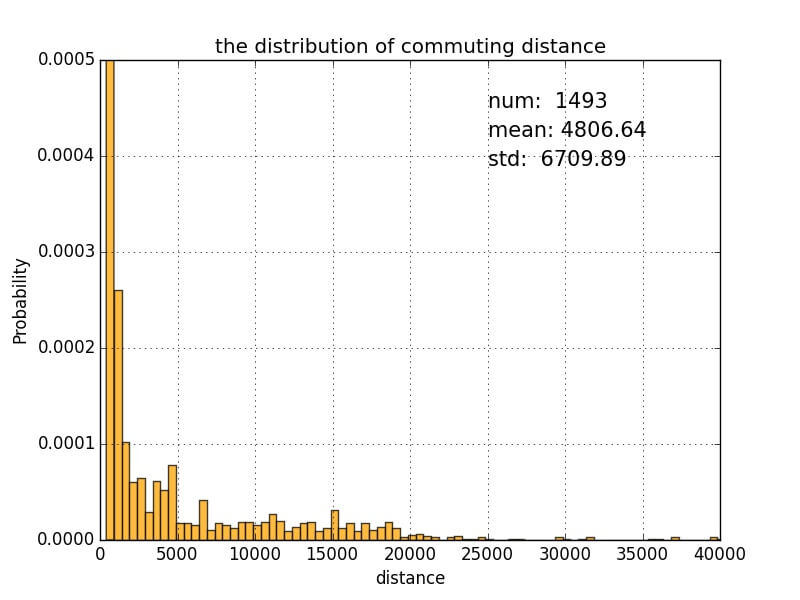 the distribution of commuting distance
num: 1493
mean: 4806.64
std: 6709.89
Probability
0.0005
0.0004
0.0003
0.0002
0.0001
0.0000
0 5000 10000 15000 20000 25000 30000 35000 40000
distance